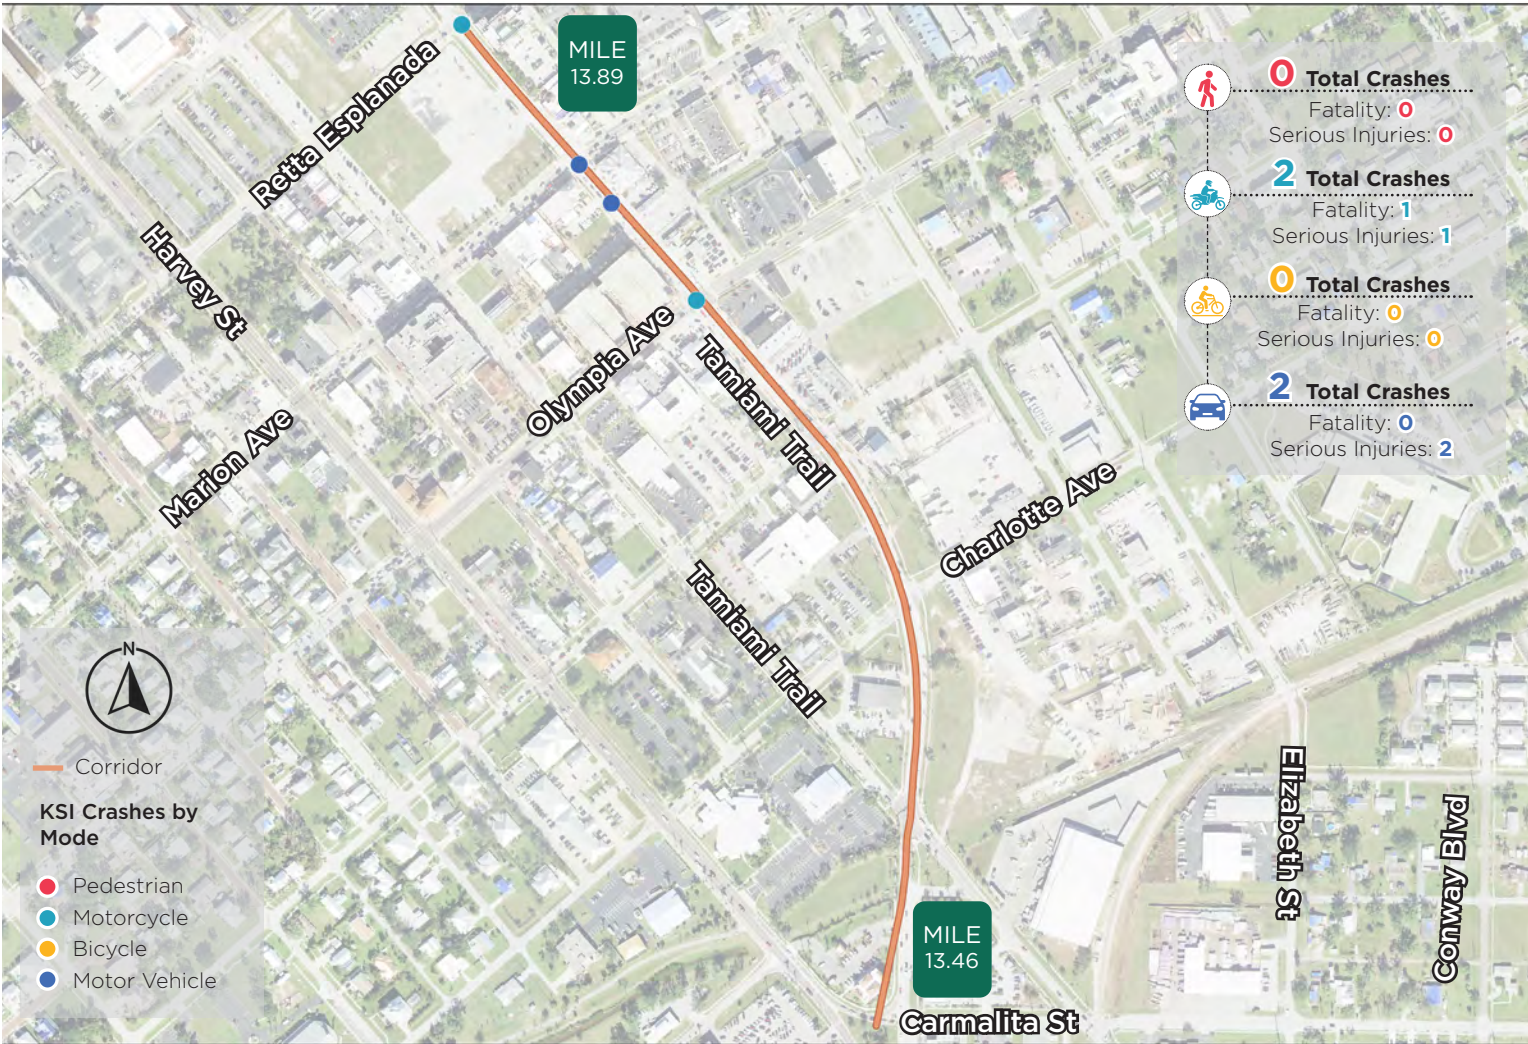 MILE
13.89
Retta Esplanada
Harvey St
Olympia Ave
Tamiami Trail
Marion Ave
Charlotte Ave
Tamiami Trail
Elizabeth St
Conway Blvd
MILE
13.46
Carmalita St
0 Total Crashes
Fatality: 0
Serious Injuries: 0
2 Total Crashes
Fatality: 1
Serious Injuries: 1
0 Total Crashes
Fatality: 0
Serious Injuries: 0
2 Total Crashes
Fatality: 0
Serious Injuries: 2
N
Corridor
KSI Crashes by
Mode
Pedestrian
Motorcycle
Bicycle
Motor Vehicle